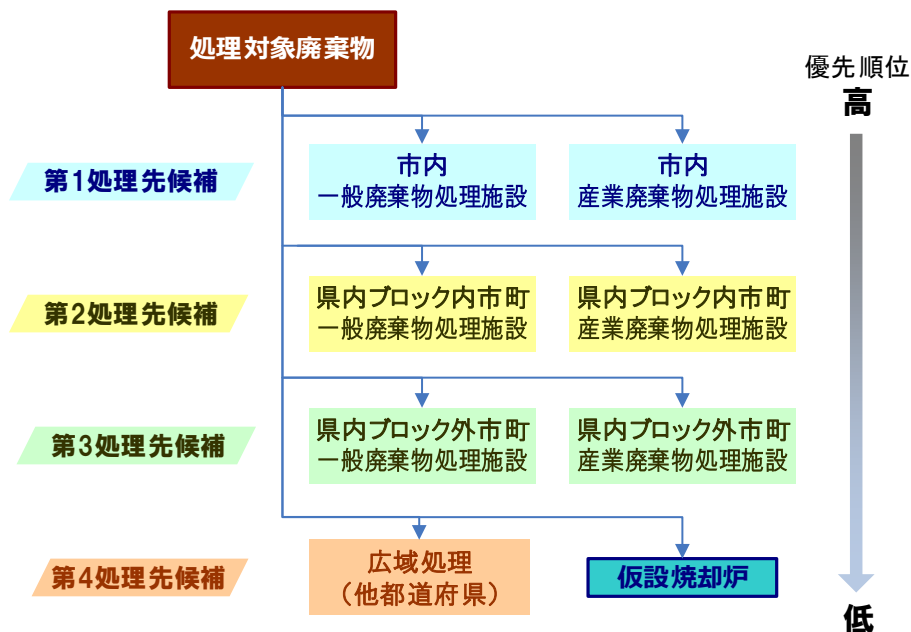 処理対象廃棄物
優先順位
高
第1処理先候補
市内
一般廃棄物処理施設
市内
産業廃棄物処理施設
第2処理先候補
県内ブロック内市町
一般廃棄物処理施設
県内ブロック内市町
産業廃棄物処理施設
第3処理先候補
県内ブロック外市町
一般廃棄物処理施設
県内ブロック外市町
産業廃棄物処理施設
第4処理先候補
広域処理
（他都道府県）
仮設焼却炉
低